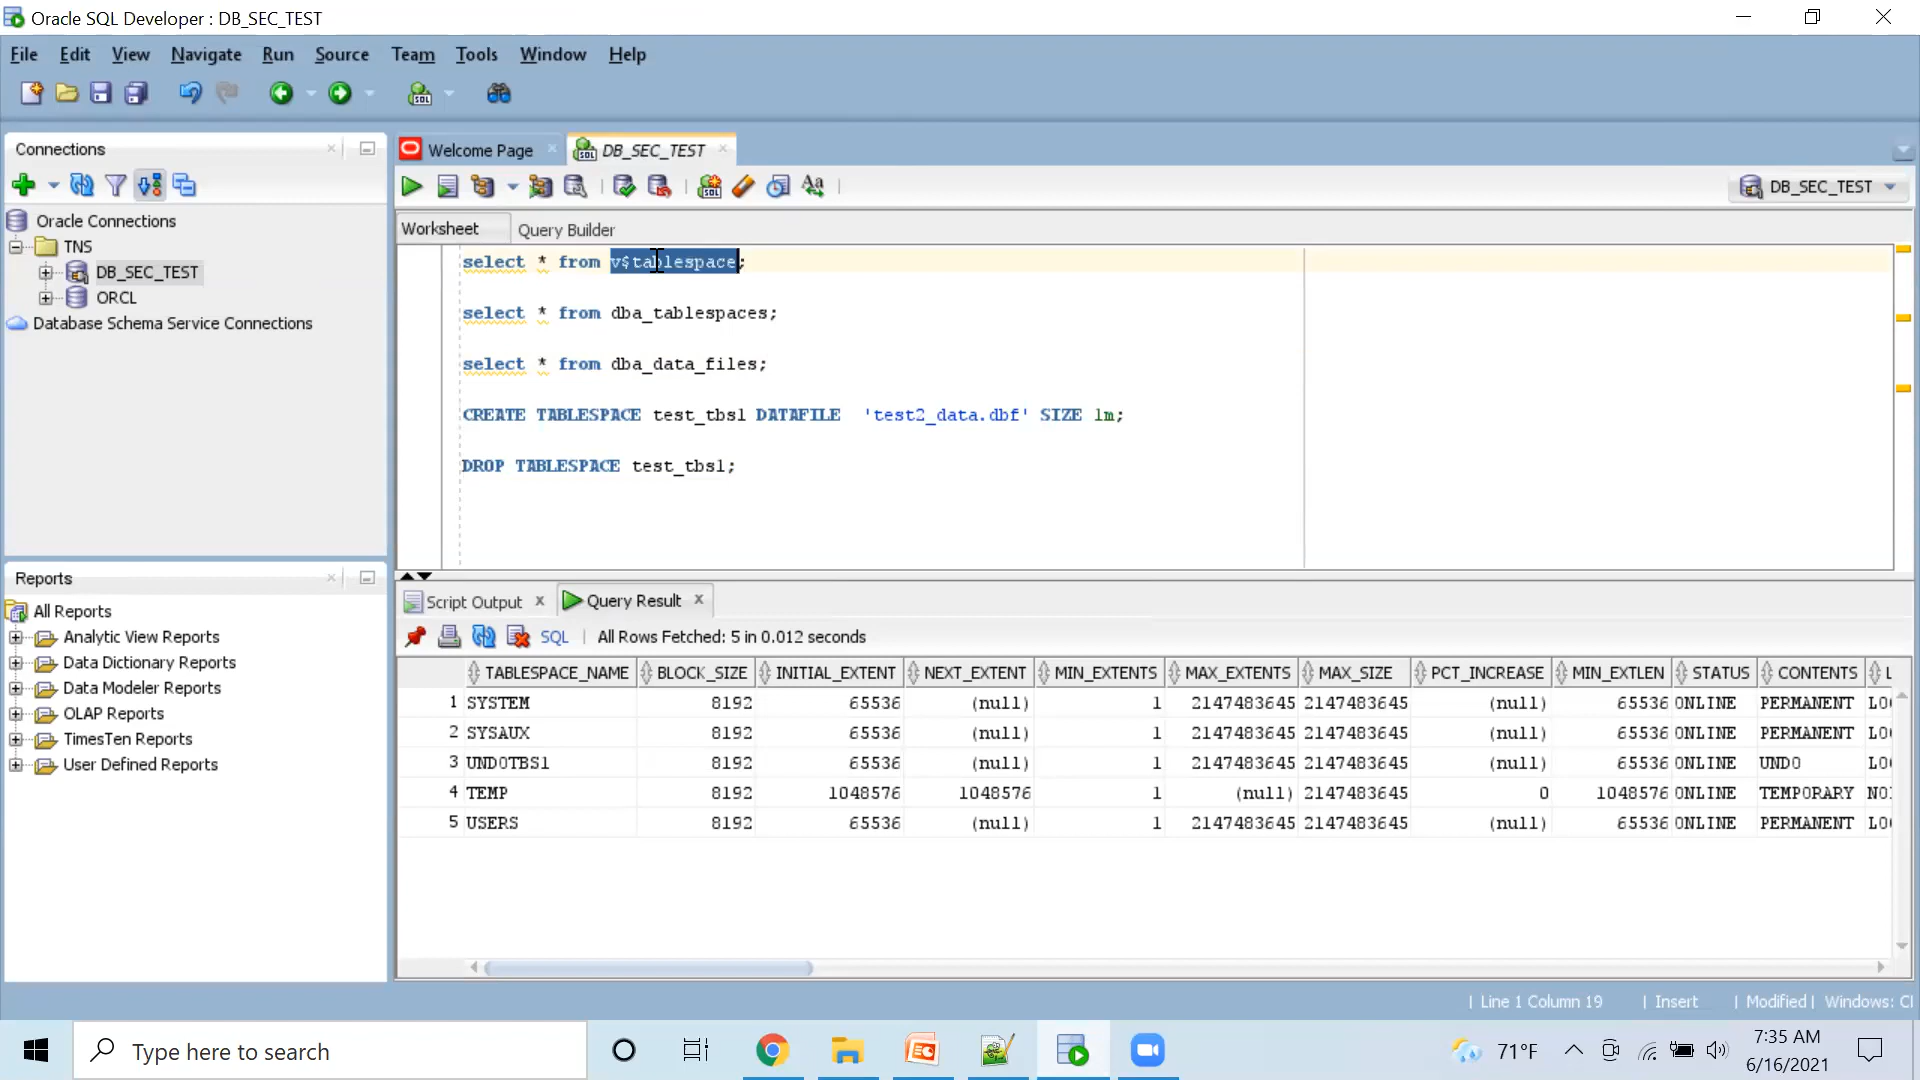 Oracle SQL Developer : DB_SEC_TEST
File Edit View Navigate Run Source Team Tools Window Help
Connections
Oracle Connections
TNS
DB_SEC_TEST
ORCL
Database Schema Service Connections
Reports
All Reports
Analytic View Reports
Data Dictionary Reports
Data Modeler Reports
OLAP Reports
TimesTen Reports
User Defined Reports
Welcome Page DB_SEC_TEST
DB_SEC_TEST
Worksheet Query Builder
select * from v$tablespace;
select * from dba_tablespaces;
select * from dba_data_files;
CREATE TABLESPACE test_tbs1 DATAFILE 'test2_data.dbf' SIZE 1m;
DROP TABLESPACE test_tbs1;
Script Output Query Result
SQL All Rows Fetched: 5 in 0.012 seconds
TABLESPACE_NAME BLOCK_SIZE INITIAL_EXTENT NEXT_EXTENT MIN_EXTENTS MAX_EXTENTS MAX_SIZE PCT_INCREASE MIN_EXTLEN STATUS CONTENTS L
1 SYSTEM 8192 65536 (null) 1 2147483645 2147483645 (null) 65536 ONLINE PERMANENT LO
2 SYSAUX 8192 65536 (null) 1 2147483645 2147483645 (null) 65536 ONLINE PERMANENT LO
3 UNDOTBS1 8192 65536 (null) 1 2147483645 2147483645 (null) 65536 ONLINE UNDO LO
4 TEMP 8192 1048576 1048576 1 (null) 2147483645 0 1048576 ONLINE TEMPORARY NO
5 USERS 8192 65536 (null) 1 2147483645 2147483645 (null) 65536 ONLINE PERMANENT LO
Line 1 Column 19 Insert Modified Windows: Cl
Type here to search
71°F
7:35 AM
6/16/2021